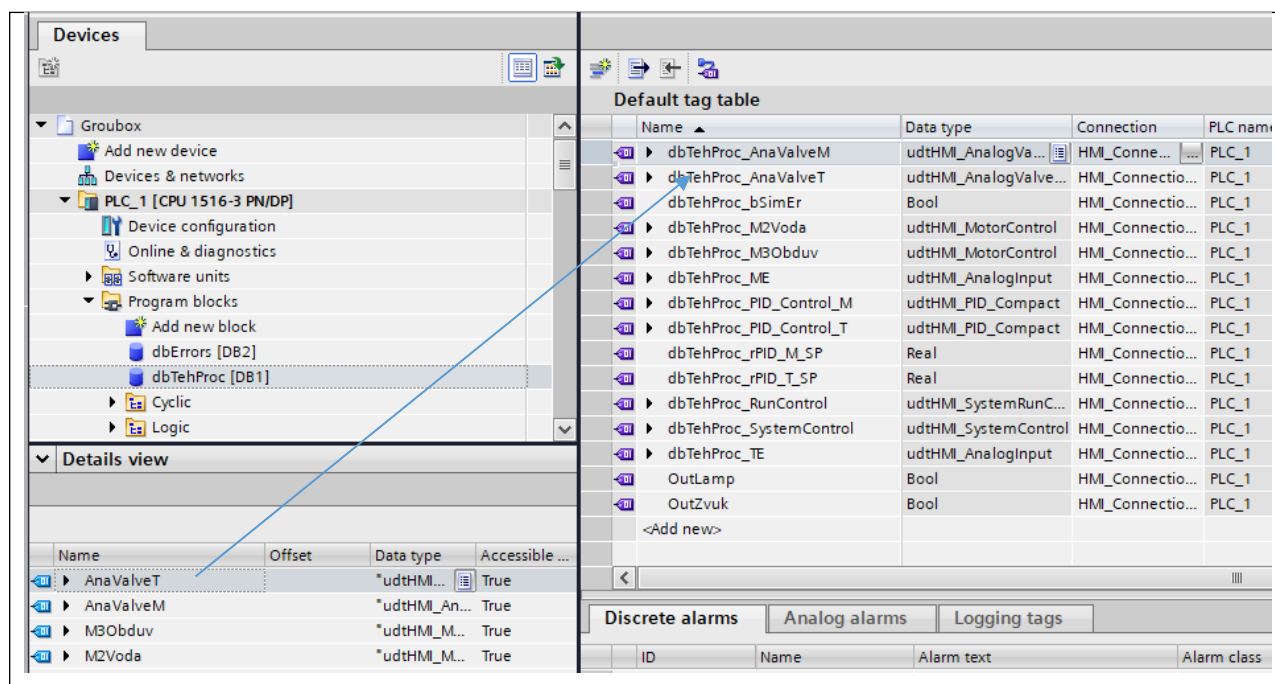 Devices
Groubox
Add new device
Devices & networks
PLC_1 [CPU 1516-3 PN/DP]
Device configuration
Online & diagnostics
Software units
Program blocks
Add new block
dbErrors [DB2]
dbTehProc [DB1]
Cyclic
Logic
Details view
Name Offset Data type Accessible ...
AnaValveT "udtHMI... True
AnaValveM "udtHMI_An... True
M3Obduv "udtHMI_M... True
M2Voda "udtHMI_M... True
Default tag table
Name Data type Connection PLC name
dbTehProc_AnaValveM udtHMI_AnalogVa... HMI_Conne... ... PLC_1
dbTehProc_AnaValveT udtHMI_AnalogValve... HMI_Connectio... PLC_1
dbTehProc_bSimEr Bool HMI_Connectio... PLC_1
dbTehProc_M2Voda udtHMI_MotorControl HMI_Connectio... PLC_1
dbTehProc_M3Obduv udtHMI_MotorControl HMI_Connectio... PLC_1
dbTehProc_ME udtHMI_AnalogInput HMI_Connectio... PLC_1
dbTehProc_PID_Control_M udtHMI_PID_Compact HMI_Connectio... PLC_1
dbTehProc_PID_Control_T udtHMI_PID_Compact HMI_Connectio... PLC_1
dbTehProc_rPID_M_SP Real HMI_Connectio... PLC_1
dbTehProc_rPID_T_SP Real HMI_Connectio... PLC_1
dbTehProc_RunControl udtHMI_SystemRunC... HMI_Connectio... PLC_1
dbTehProc_SystemControl udtHMI_SystemControl HMI_Connectio... PLC_1
dbTehProc_TE udtHMI_AnalogInput HMI_Connectio... PLC_1
OutLamp Bool HMI_Connectio... PLC_1
OutZvuk Bool HMI_Connectio... PLC_1
<Add new>
Discrete alarms Analog alarms Logging tags
ID Name Alarm text Alarm class